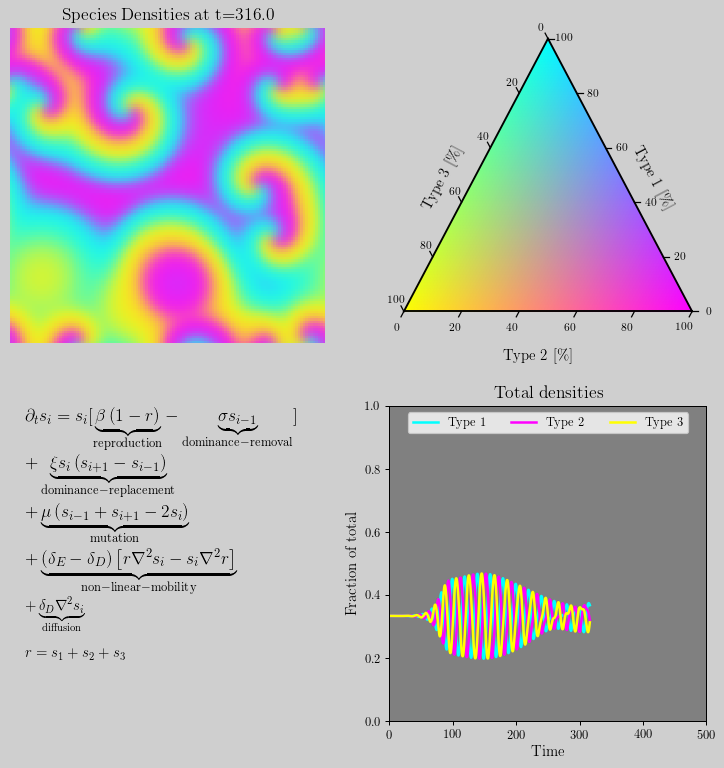 Species Densities at t=316.0
0
100
20
80
40
60
60
40
80
20
100
0
Type 3 [%]
Type 1 [%]
0
20
40
60
80
100
Type 2 [%]
∂ₜsᵢ = sᵢ[β (1 − r) − σsᵢ₋₁ ]
reproduction dominance−removal
+ ξsᵢ (sᵢ₊₁ − sᵢ₋₁)
dominance−replacement
+ μ (sᵢ₋₁ + sᵢ₊₁ − 2sᵢ)
mutation
+ (δ_E − δ_D) [r∇²sᵢ − sᵢ∇²r]
non−linear−mobility
+ δ_D∇²sᵢ
diffusion
r = s₁ + s₂ + s₃
Total densities
Type 1 Type 2 Type 3
1.0
0.8
0.6
0.4
0.2
0.0
Fraction of total
0 100 200 300 400 500
Time